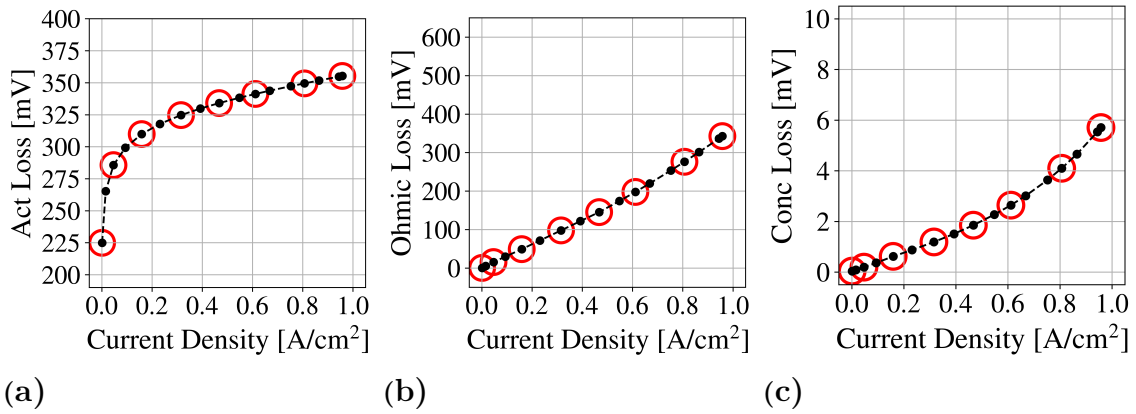 Act Loss [mV]
400
375
350
325
300
275
250
225
200
0.0 0.2 0.4 0.6 0.8 1.0
Current Density [A/cm²]
(a)
Ohmic Loss [mV]
600
500
400
300
200
100
0
0.0 0.2 0.4 0.6 0.8 1.0
Current Density [A/cm²]
(b)
Conc Loss [mV]
10
8
6
4
2
0
0.0 0.2 0.4 0.6 0.8 1.0
Current Density [A/cm²]
(c)